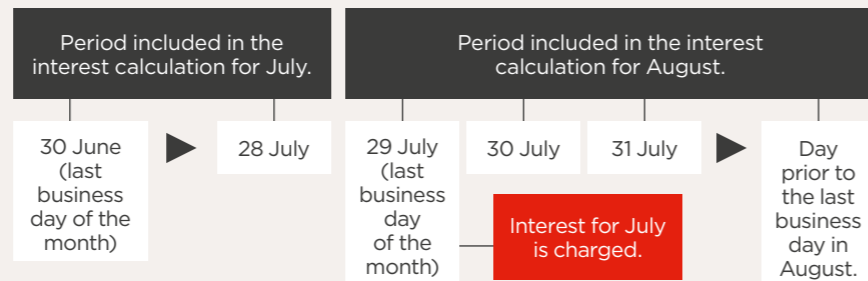 Period included in the
interest calculation for July.
Period included in the interest
calculation for August.
30 June
(last
business
day of the
month)
28 July
29 July
(last
business
day
of the
month)
30 July
31 July
Day
prior to
the last
business
day in
August.
Interest for July
is charged.